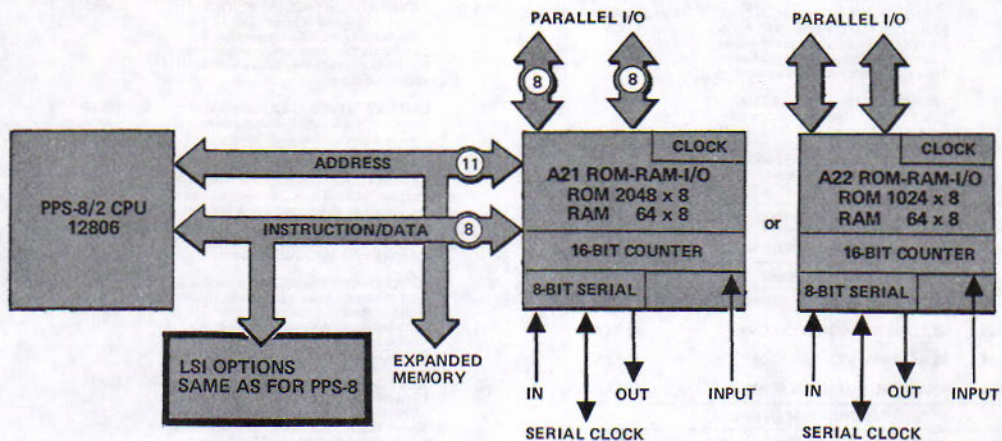 PARALLEL I/O
PARALLEL I/O
8
8
PPS-8/2 CPU
12806
ADDRESS
11
INSTRUCTION/DATA
8
CLOCK
A21 ROM-RAM-I/O
ROM 2048 x 8
RAM 64 x 8
16-BIT COUNTER
8-BIT SERIAL
or
CLOCK
A22 ROM-RAM-I/O
ROM 1024 x 8
RAM 64 x 8
16-BIT COUNTER
8-BIT SERIAL
LSI OPTIONS
SAME AS FOR PPS-8
EXPANDED
MEMORY
IN
OUT
INPUT
SERIAL CLOCK
IN
OUT
INPUT
SERIAL CLOCK